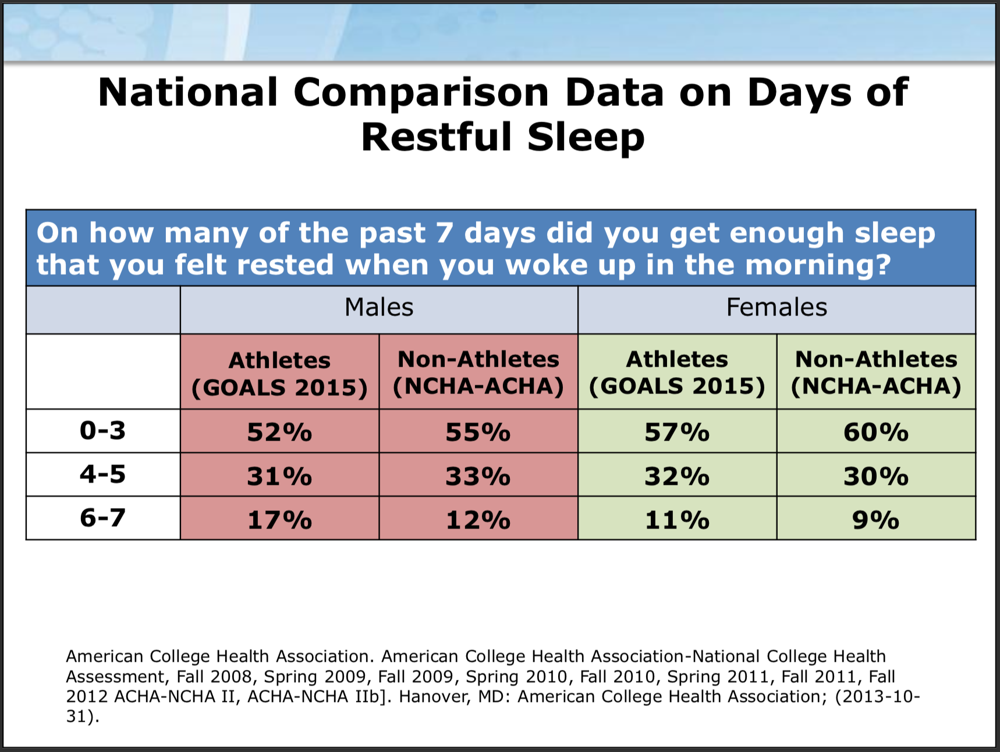 National Comparison Data on Days of
Restful Sleep
On how many of the past 7 days did you get enough sleep
that you felt rested when you woke up in the morning?
Males Females
Athletes (GOALS 2015) Non-Athletes (NCHA-ACHA) Athletes (GOALS 2015) Non-Athletes (NCHA-ACHA)
0-3 52% 55% 57% 60%
4-5 31% 33% 32% 30%
6-7 17% 12% 11% 9%
American College Health Association. American College Health Association-National College Health
Assessment, Fall 2008, Spring 2009, Fall 2009, Spring 2010, Fall 2010, Spring 2011, Fall 2011, Fall
2012 ACHA-NCHA II, ACHA-NCHA IIb]. Hanover, MD: American College Health Association; (2013-10-
31).